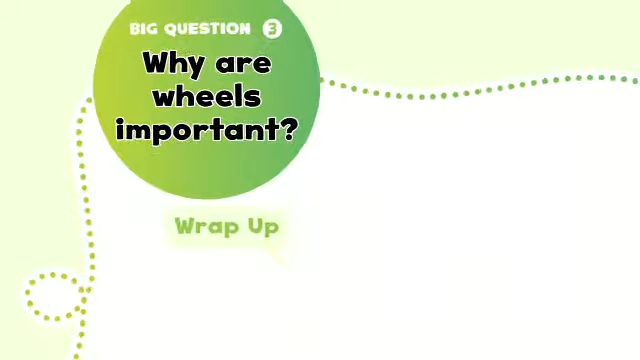 BIG QUESTION 3
Why are
wheels
important?
Wrap Up